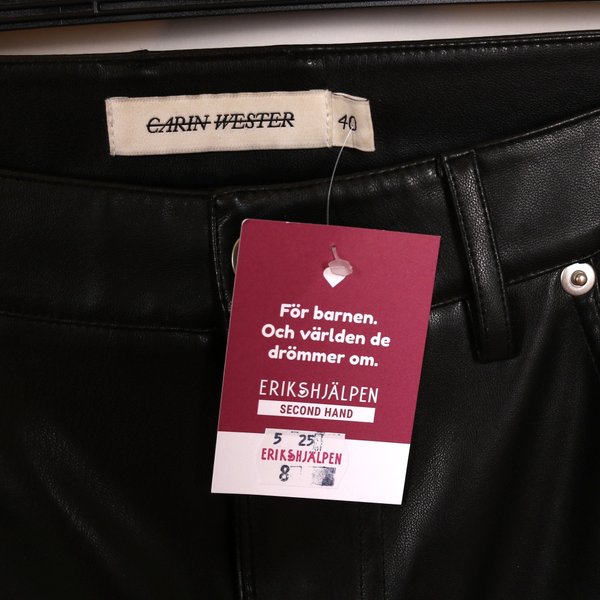 CARIN WESTER
40
För barnen.
Och världen de
drömmer om.
ERIKSHJÄLPEN
SECOND HAND
5 25
ERIKSHJÄLPEN
8